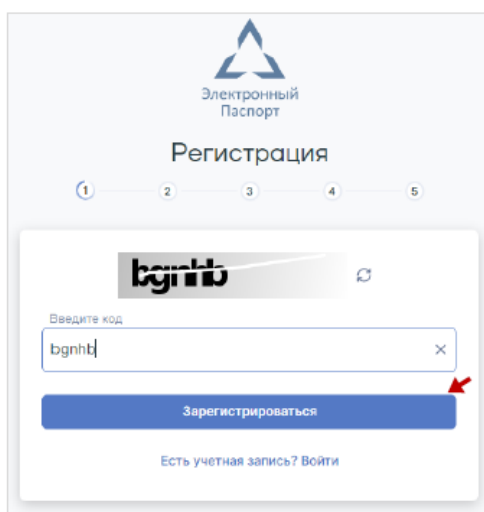 Электронный
Паспорт
Регистрация
1 2 3 4 5
bgnhb
Введите код
bgnhb
Зарегистрироваться
Есть учетная запись? Войти